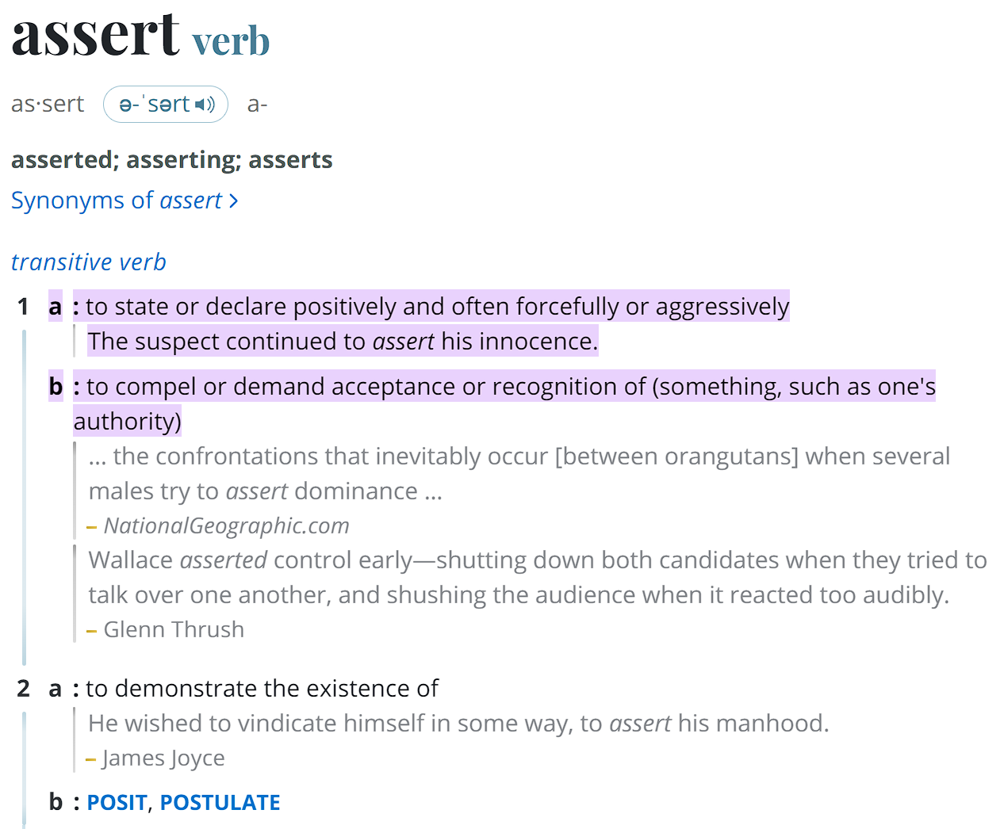 assert verb
as·sert ə-ˈsərt a-
asserted; asserting; asserts
Synonyms of assert
transitive verb
1 a : to state or declare positively and often forcefully or aggressively
The suspect continued to assert his innocence.
b : to compel or demand acceptance or recognition of (something, such as one's
authority)
... the confrontations that inevitably occur [between orangutans] when several
males try to assert dominance ...
– NationalGeographic.com
Wallace asserted control early—shutting down both candidates when they tried to
talk over one another, and shushing the audience when it reacted too audibly.
– Glenn Thrush
2 a : to demonstrate the existence of
He wished to vindicate himself in some way, to assert his manhood.
– James Joyce
b : POSIT, POSTULATE